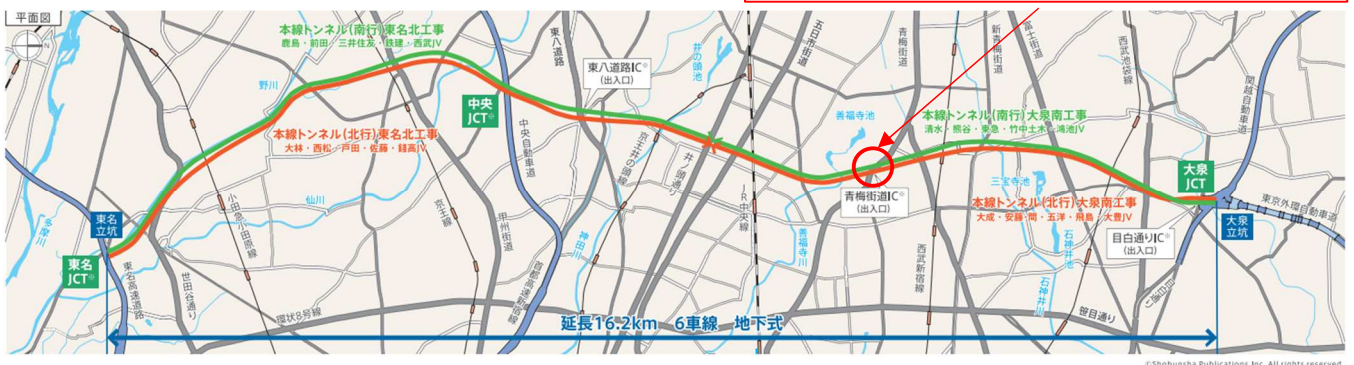 平面図
N
本線トンネル(南行)東名北工事
鹿島・前田・三井住友・鉄建・西武JV
野川
東八道路
東八道路IC※
(出入口)
井の頭池
五日市街道
青梅街道
新青梅街道
富士街道
西武池袋線
関越自動車道
中央
JCT※
善福寺池
本線トンネル(南行)大泉南工事
清水・熊谷・東急・竹中土木・鴻池JV
本線トンネル(北行)東名北工事
大林・西松・戸田・佐藤・錢高JV
中央自動車道
京王井の頭線
井ノ頭通り
JR中央線
青梅街道IC※
(出入口)
三宝寺池
大泉
JCT
本線トンネル(北行)大泉南工事
大成・安藤・間・五洋・飛島・大豊JV
東京外環自動車道
大泉
立坑
目白通りIC※
(出入口)
石神井池
石神井川
目白通り
笹目通り
西武新宿線
善福寺川
神田川
首都高速新宿線
甲州街道
京王線
仙川
小田急小田原線
多摩川
東名
立坑
東名
JCT※
東名高速道路
世田谷通り
環状8号線
延長16.2km 6車線 地下式
©Shobunsha Publications,Inc. All rights reserved.